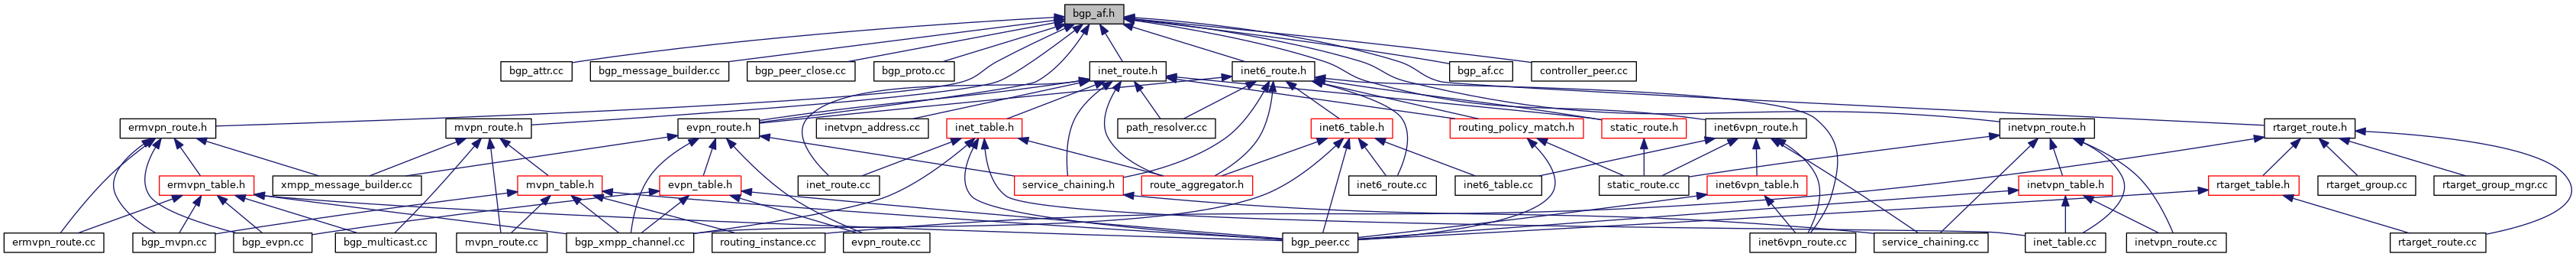 bgp_af.h
bgp_attr.cc
bgp_message_builder.cc
bgp_peer_close.cc
bgp_proto.cc
inet_route.h
inet6_route.h
bgp_af.cc
controller_peer.cc
ermvpn_route.h
mvpn_route.h
evpn_route.h
inetvpn_address.cc
inet_table.h
path_resolver.cc
inet6_table.h
routing_policy_match.h
static_route.h
inet6vpn_route.h
inetvpn_route.h
rtarget_route.h
ermvpn_table.h
xmpp_message_builder.cc
mvpn_table.h
evpn_table.h
inet_route.cc
service_chaining.h
route_aggregator.h
inet6_route.cc
inet6_table.cc
static_route.cc
inet6vpn_table.h
inetvpn_table.h
rtarget_table.h
rtarget_group.cc
rtarget_group_mgr.cc
ermvpn_route.cc
bgp_mvpn.cc
bgp_evpn.cc
bgp_multicast.cc
mvpn_route.cc
bgp_xmpp_channel.cc
routing_instance.cc
evpn_route.cc
bgp_peer.cc
inet6vpn_route.cc
service_chaining.cc
inet_table.cc
inetvpn_route.cc
rtarget_route.cc